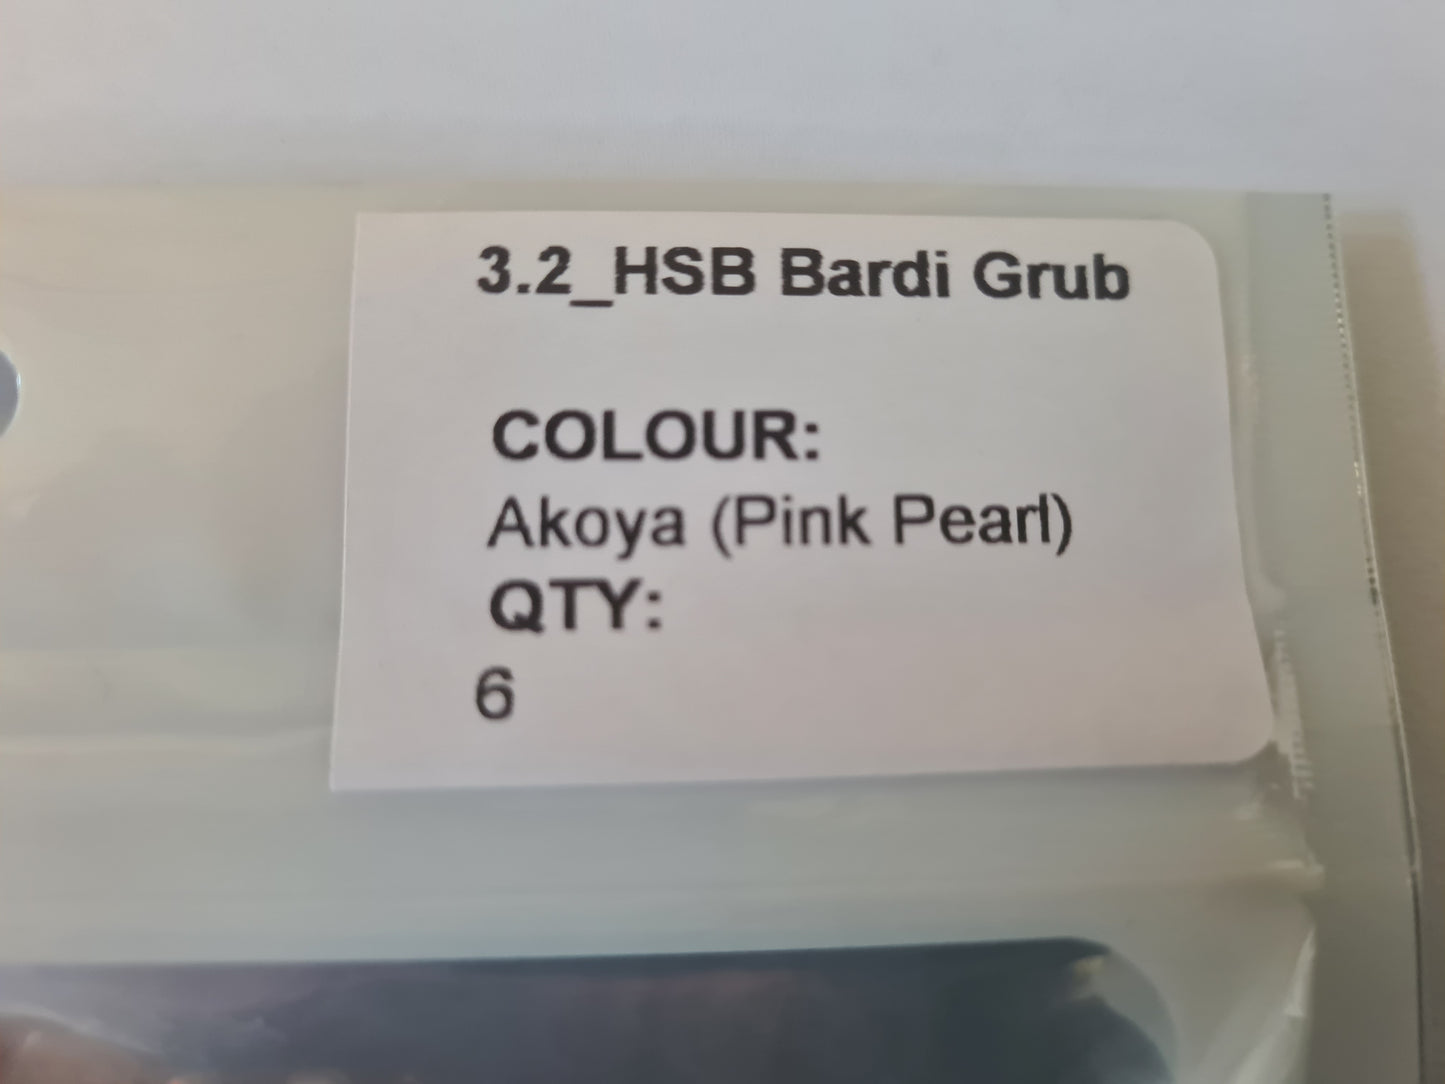 3.2_HSB Bardi Grub
COLOUR:
Akoya (Pink Pearl)
QTY:
6